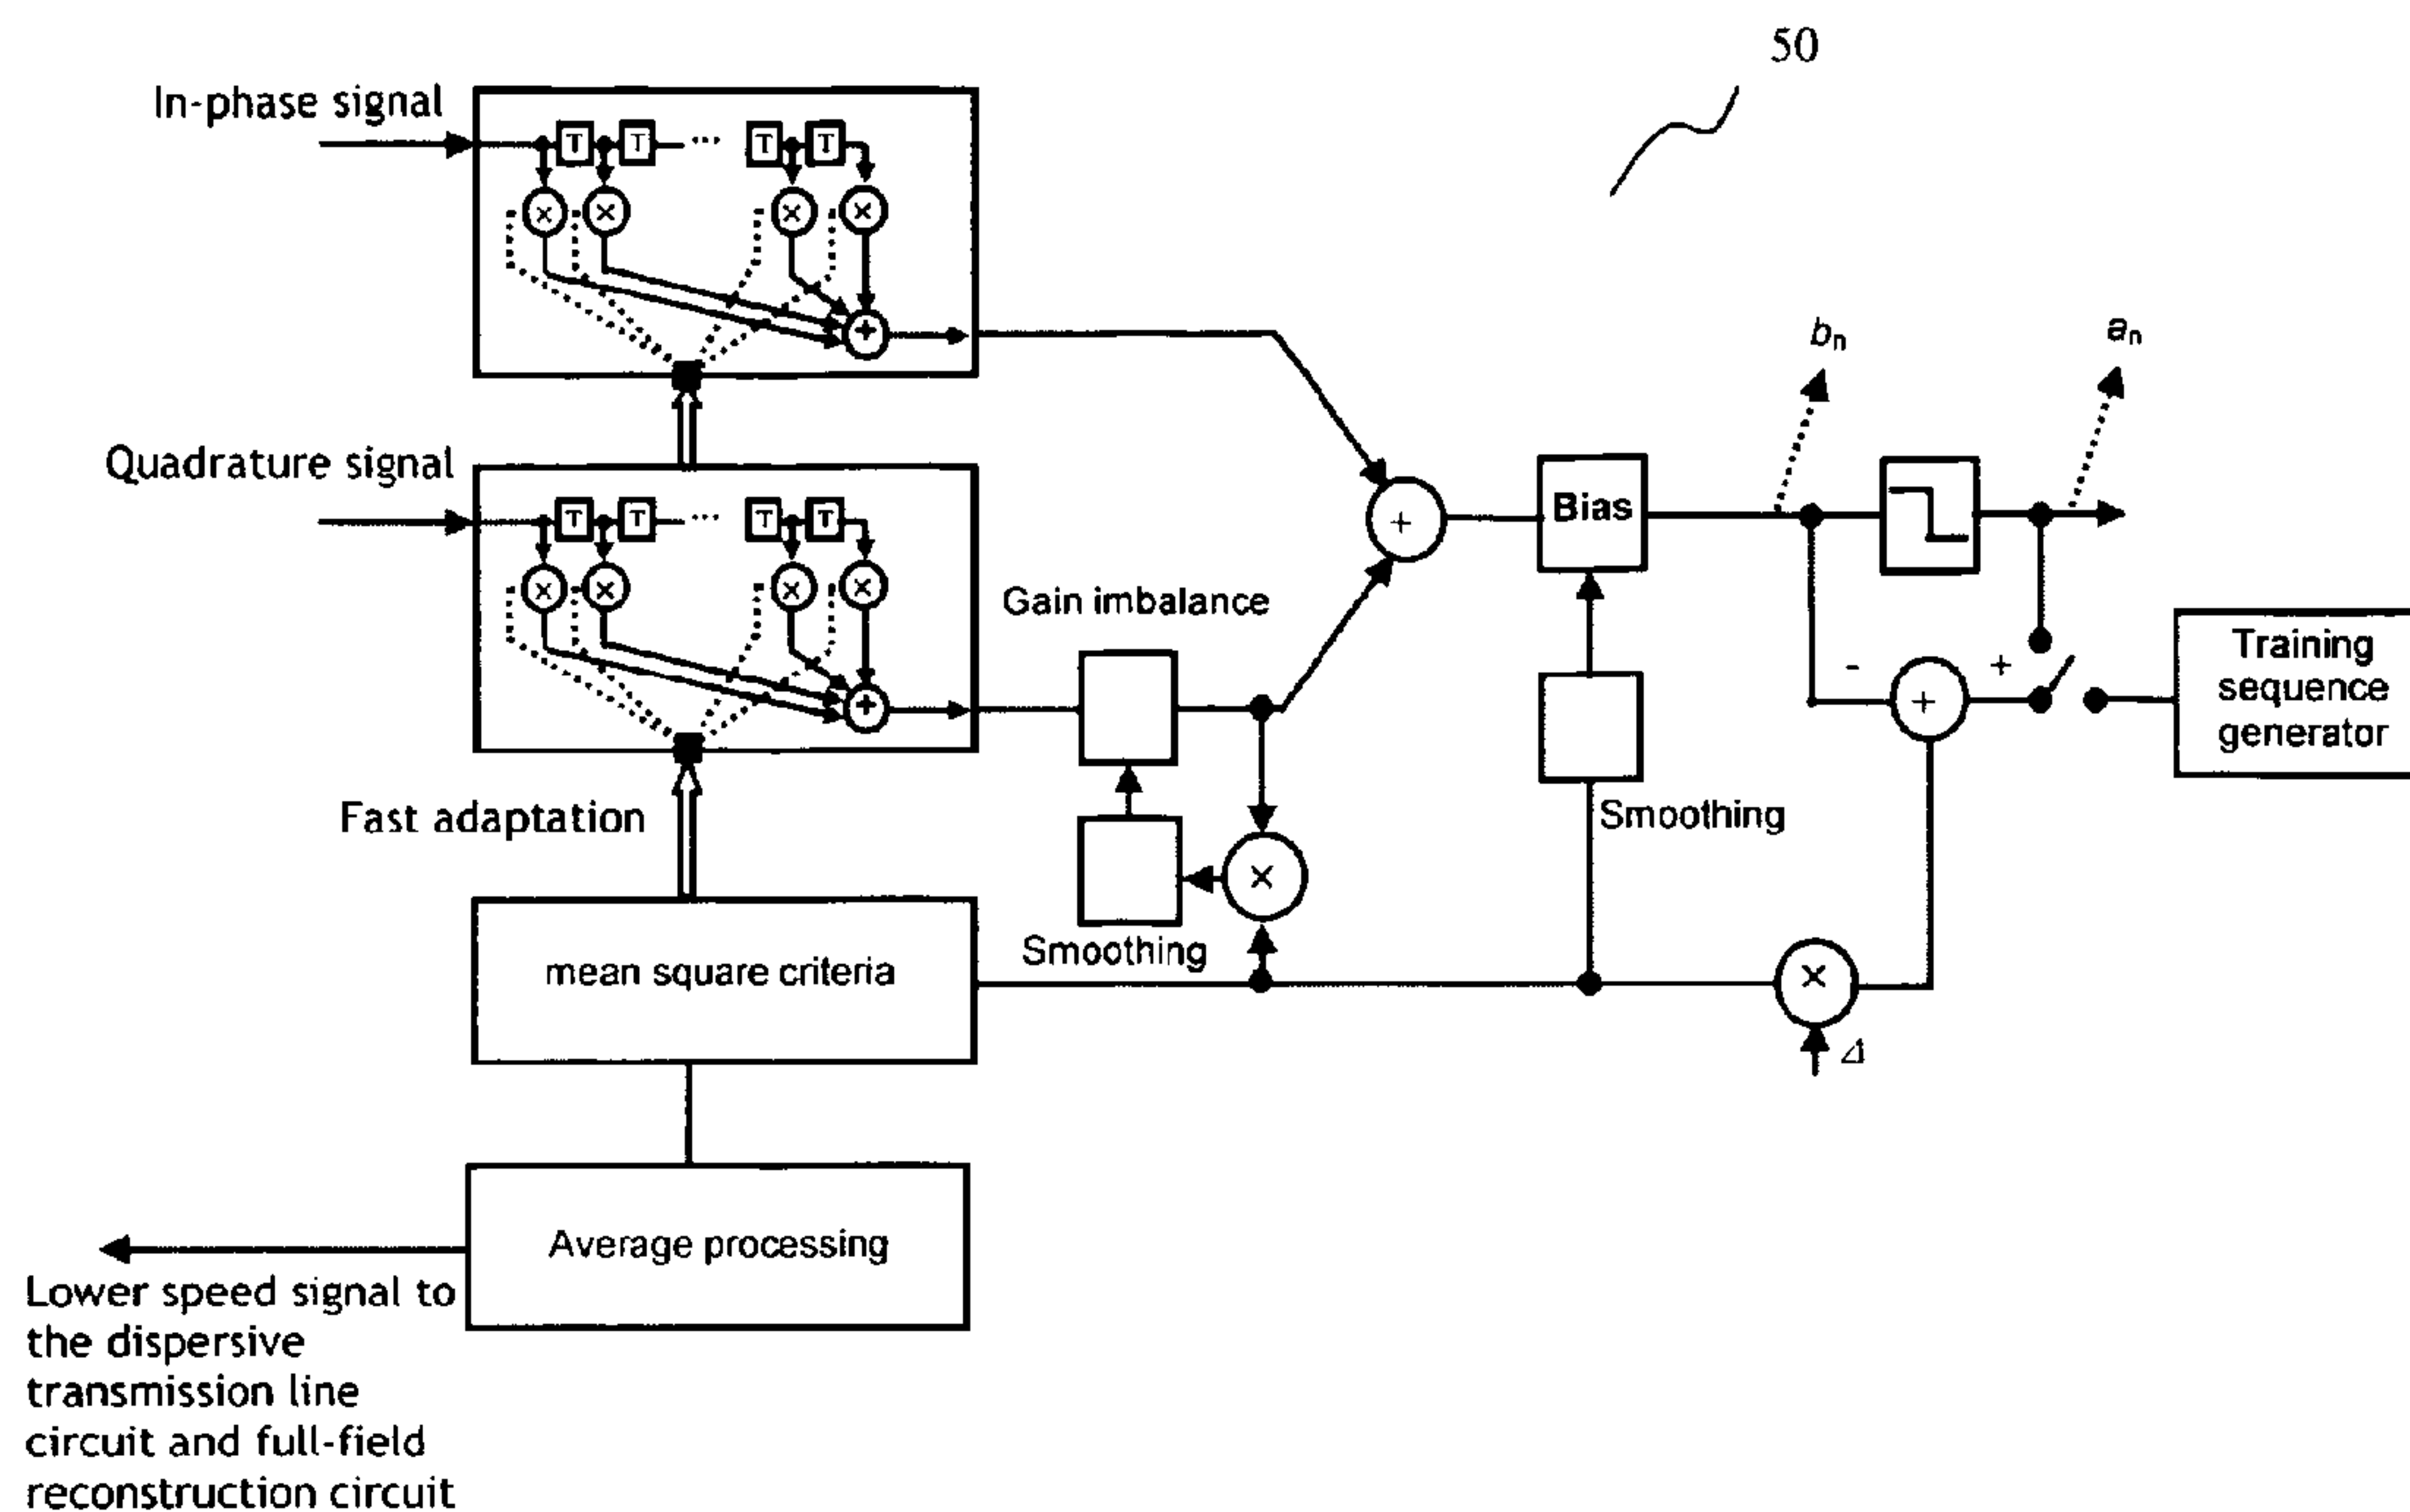 50
In-phase signal
T T ... T T
× × × ×
+
bn
an
Quadrature signal
T T ... T T
× × × ×
+
+
Bias
Gain imbalance
Training
sequence
generator
-
+
+
Fast adaptation
Smoothing
×
mean square criteria
Smoothing
×
Δ
Average processing
Lower speed signal to
the dispersive
transmission line
circuit and full-field
reconstruction circuit